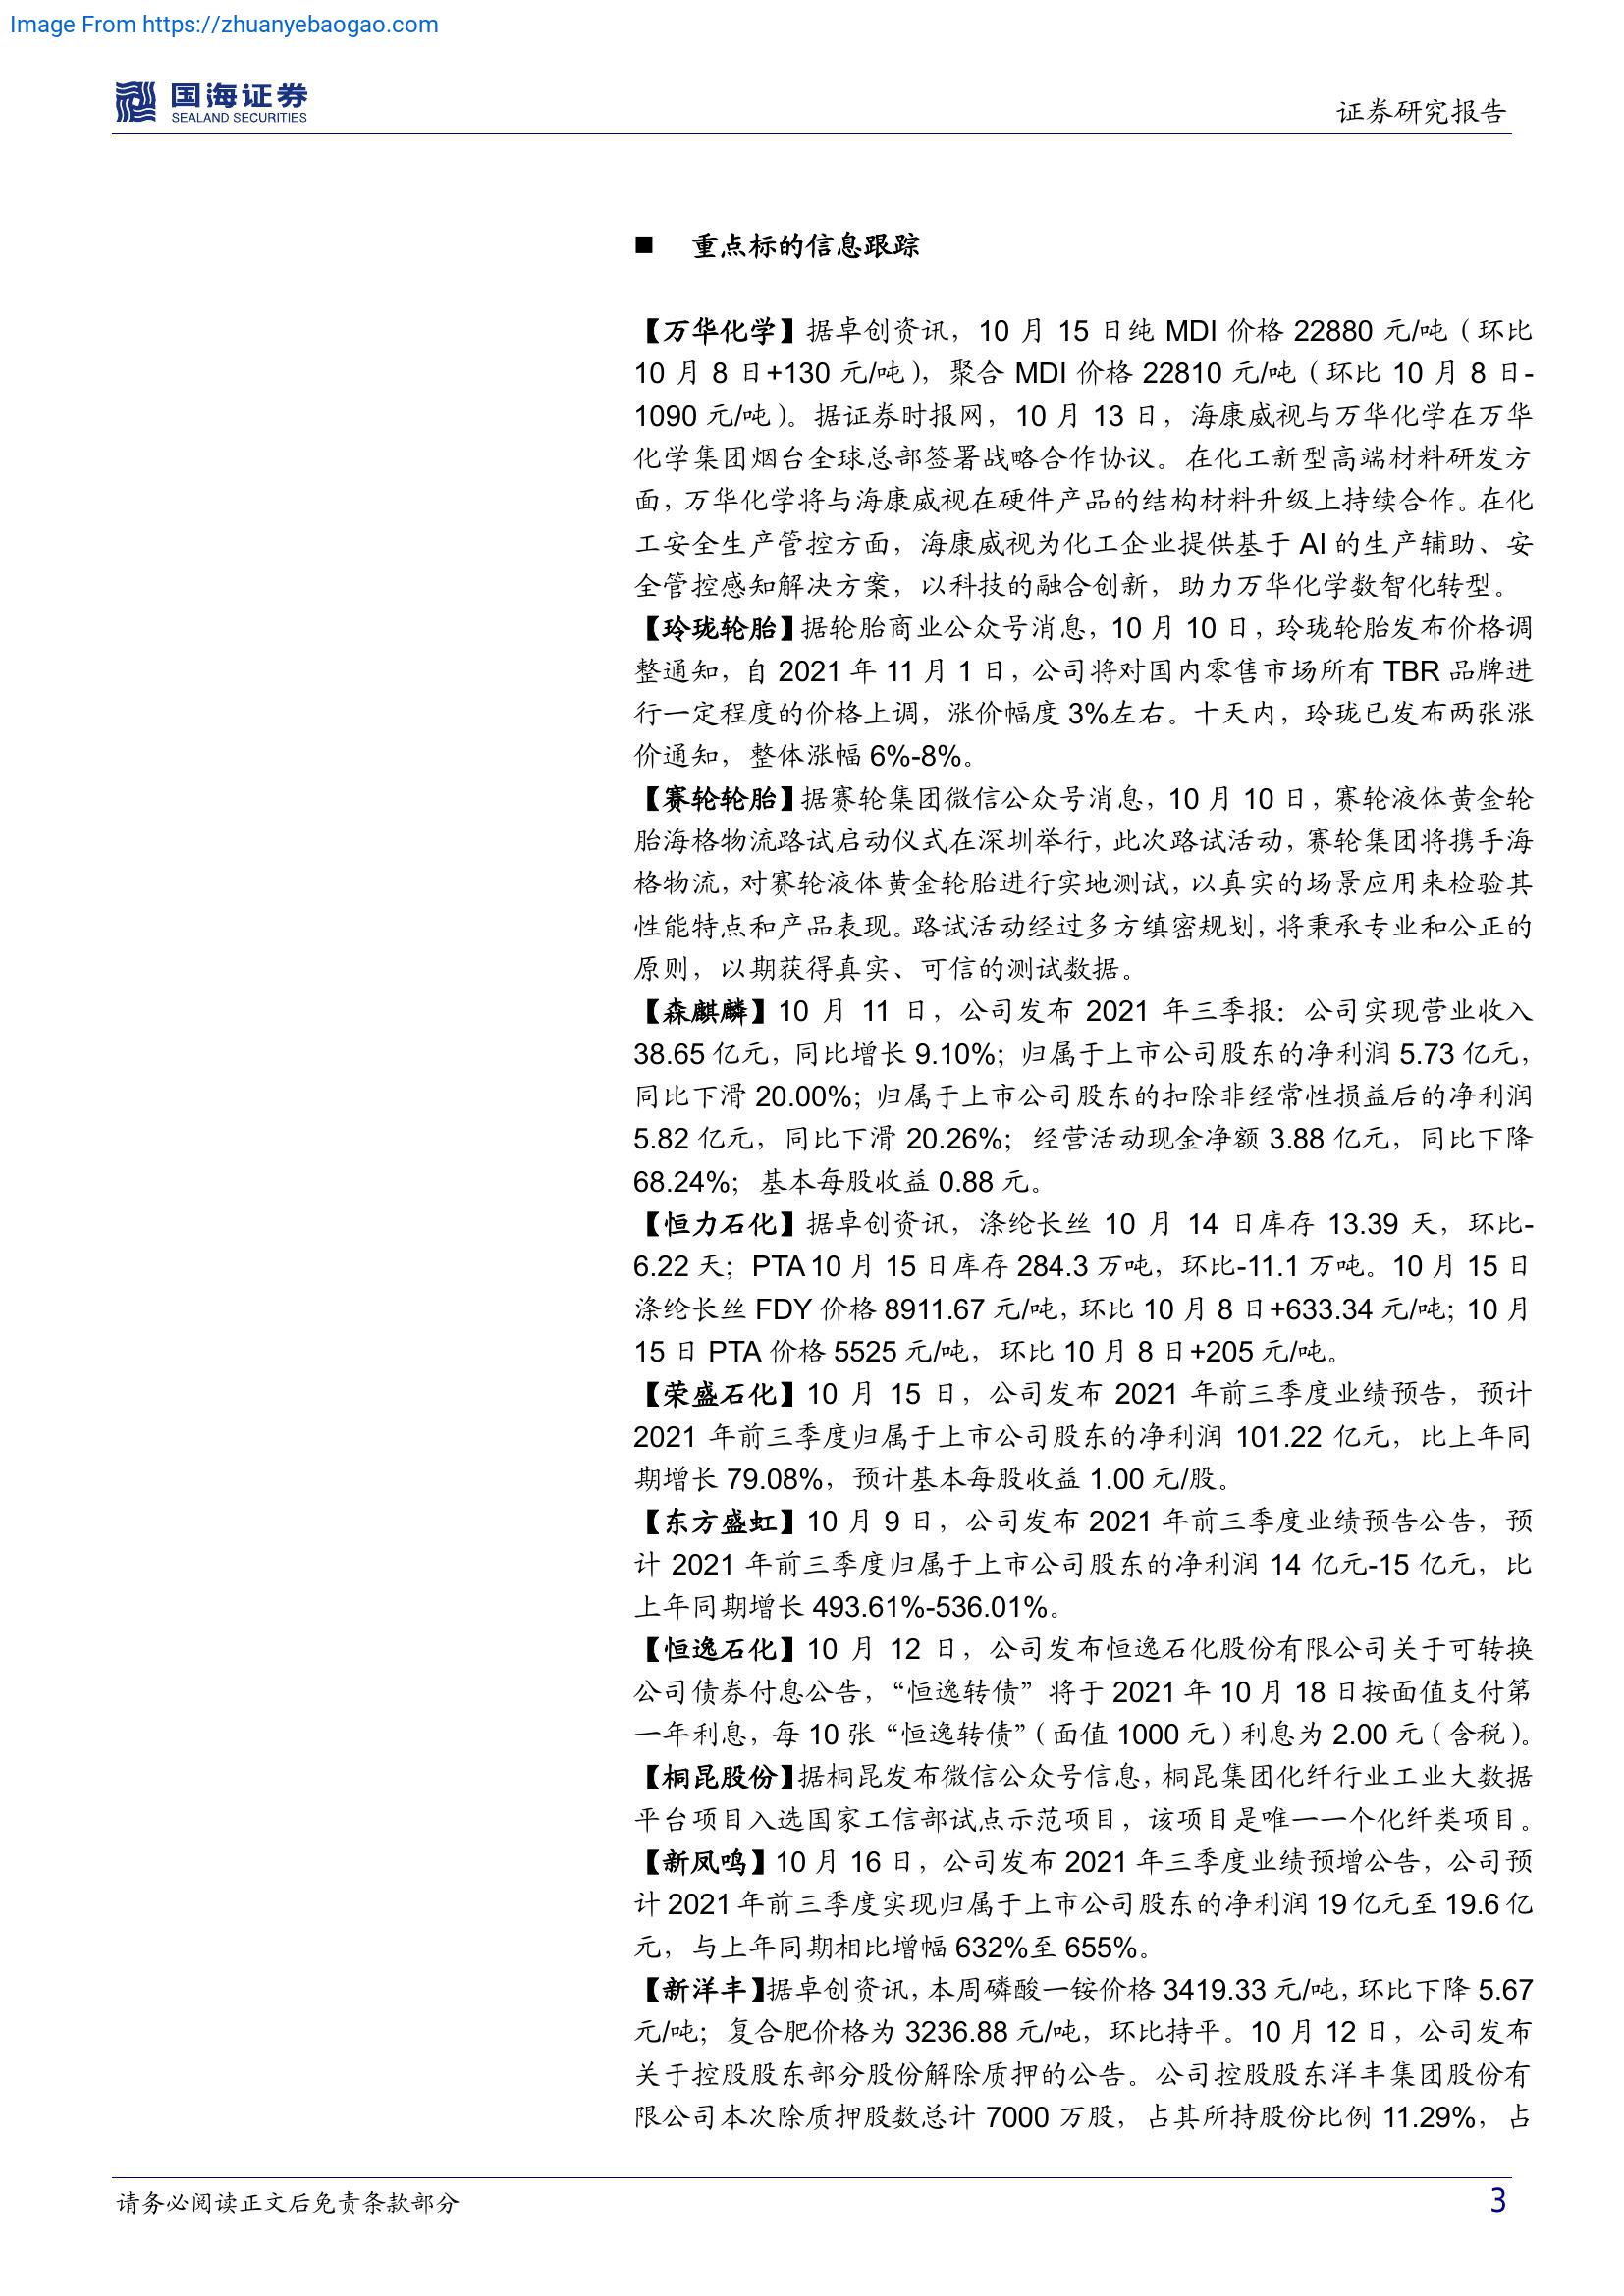 Image From https://zhuanyebaogao.com
国海证券
SEALAND SECURITIES
证券研究报告
■ 重点标的信息跟踪
【万华化学】据卓创资讯，10 月 15 日纯 MDI 价格 22880 元/吨（环比
10 月 8 日+130 元/吨），聚合 MDI 价格 22810 元/吨（环比 10 月 8 日-
1090 元/吨）。据证券时报网，10 月 13 日，海康威视与万华化学在万华
化学集团烟台全球总部签署战略合作协议。在化工新型高端材料研发方
面，万华化学将与海康威视在硬件产品的结构材料升级上持续合作。在化
工安全生产管控方面，海康威视为化工企业提供基于 AI 的生产辅助、安
全管控感知解决方案，以科技的融合创新，助力万华化学数智化转型。
【玲珑轮胎】据轮胎商业公众号消息，10 月 10 日，玲珑轮胎发布价格调
整通知，自 2021 年 11 月 1 日，公司将对国内零售市场所有 TBR 品牌进
行一定程度的价格上调，涨价幅度 3%左右。十天内，玲珑已发布两张涨
价通知，整体涨幅 6%-8%。
【赛轮轮胎】据赛轮集团微信公众号消息，10 月 10 日，赛轮液体黄金轮
胎海格物流路试启动仪式在深圳举行，此次路试活动，赛轮集团将携手海
格物流，对赛轮液体黄金轮胎进行实地测试，以真实的场景应用来检验其
性能特点和产品表现。路试活动经过多方缜密规划，将秉承专业和公正的
原则，以期获得真实、可信的测试数据。
【森麒麟】10 月 11 日，公司发布 2021 年三季报：公司实现营业收入
38.65 亿元，同比增长 9.10%；归属于上市公司股东的净利润 5.73 亿元，
同比下滑 20.00%；归属于上市公司股东的扣除非经常性损益后的净利润
5.82 亿元，同比下滑 20.26%；经营活动现金净额 3.88 亿元，同比下降
68.24%；基本每股收益 0.88 元。
【恒力石化】据卓创资讯，涤纶长丝 10 月 14 日库存 13.39 天，环比-
6.22 天；PTA 10 月 15 日库存 284.3 万吨，环比-11.1 万吨。10 月 15 日
涤纶长丝 FDY 价格 8911.67 元/吨，环比 10 月 8 日+633.34 元/吨；10 月
15 日 PTA 价格 5525 元/吨，环比 10 月 8 日+205 元/吨。
【荣盛石化】10 月 15 日，公司发布 2021 年前三季度业绩预告，预计
2021 年前三季度归属于上市公司股东的净利润 101.22 亿元，比上年同
期增长 79.08%，预计基本每股收益 1.00 元/股。
【东方盛虹】10 月 9 日，公司发布 2021 年前三季度业绩预告公告，预
计 2021 年前三季度归属于上市公司股东的净利润 14 亿元-15 亿元，比
上年同期增长 493.61%-536.01%。
【恒逸石化】10 月 12 日，公司发布恒逸石化股份有限公司关于可转换
公司债券付息公告，“恒逸转债”将于 2021 年 10 月 18 日按面值支付第
一年利息，每 10 张“恒逸转债”（面值 1000 元）利息为 2.00 元（含税）。
【桐昆股份】据桐昆发布微信公众号信息，桐昆集团化纤行业工业大数据
平台项目入选国家工信部试点示范项目，该项目是唯一一个化纤类项目。
【新凤鸣】10 月 16 日，公司发布 2021 年三季度业绩预增公告，公司预
计 2021 年前三季度实现归属于上市公司股东的净利润 19 亿元至 19.6 亿
元，与上年同期相比增幅 632%至 655%。
【新洋丰】据卓创资讯，本周磷酸一铵价格 3419.33 元/吨，环比下降 5.67
元/吨；复合肥价格为 3236.88 元/吨，环比持平。10 月 12 日，公司发布
关于控股股东部分股份解除质押的公告。公司控股股东洋丰集团股份有
限公司本次除质押股数总计 7000 万股，占其所持股份比例 11.29%，占
请务必阅读正文后免责条款部分
3